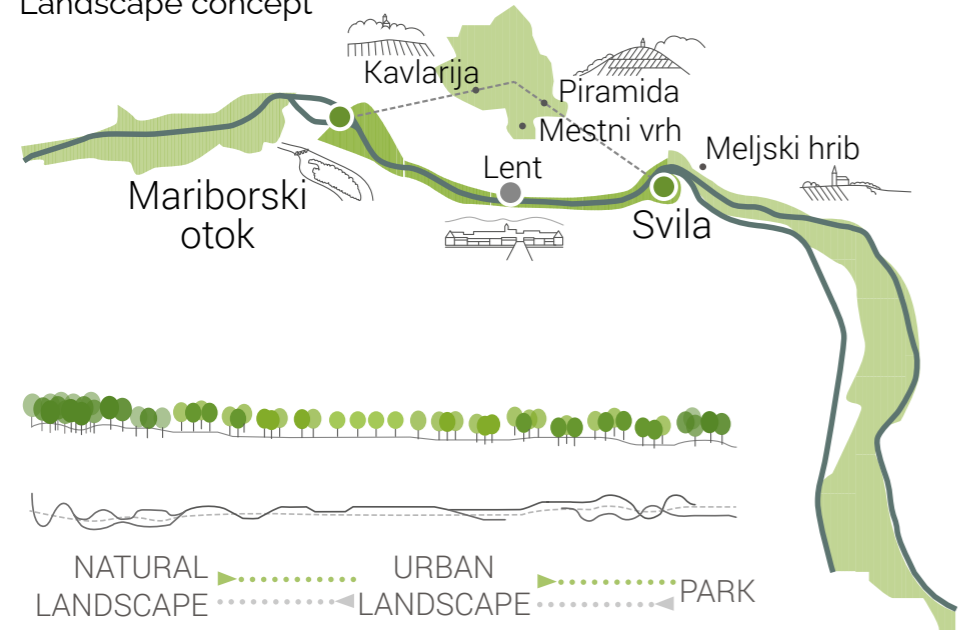 Landscape concept
Kavlarija
Piramida
Mestni vrh
Meljski hrib
Lent
Mariborski
otok
Svila
NATURAL
LANDSCAPE
URBAN
LANDSCAPE
PARK